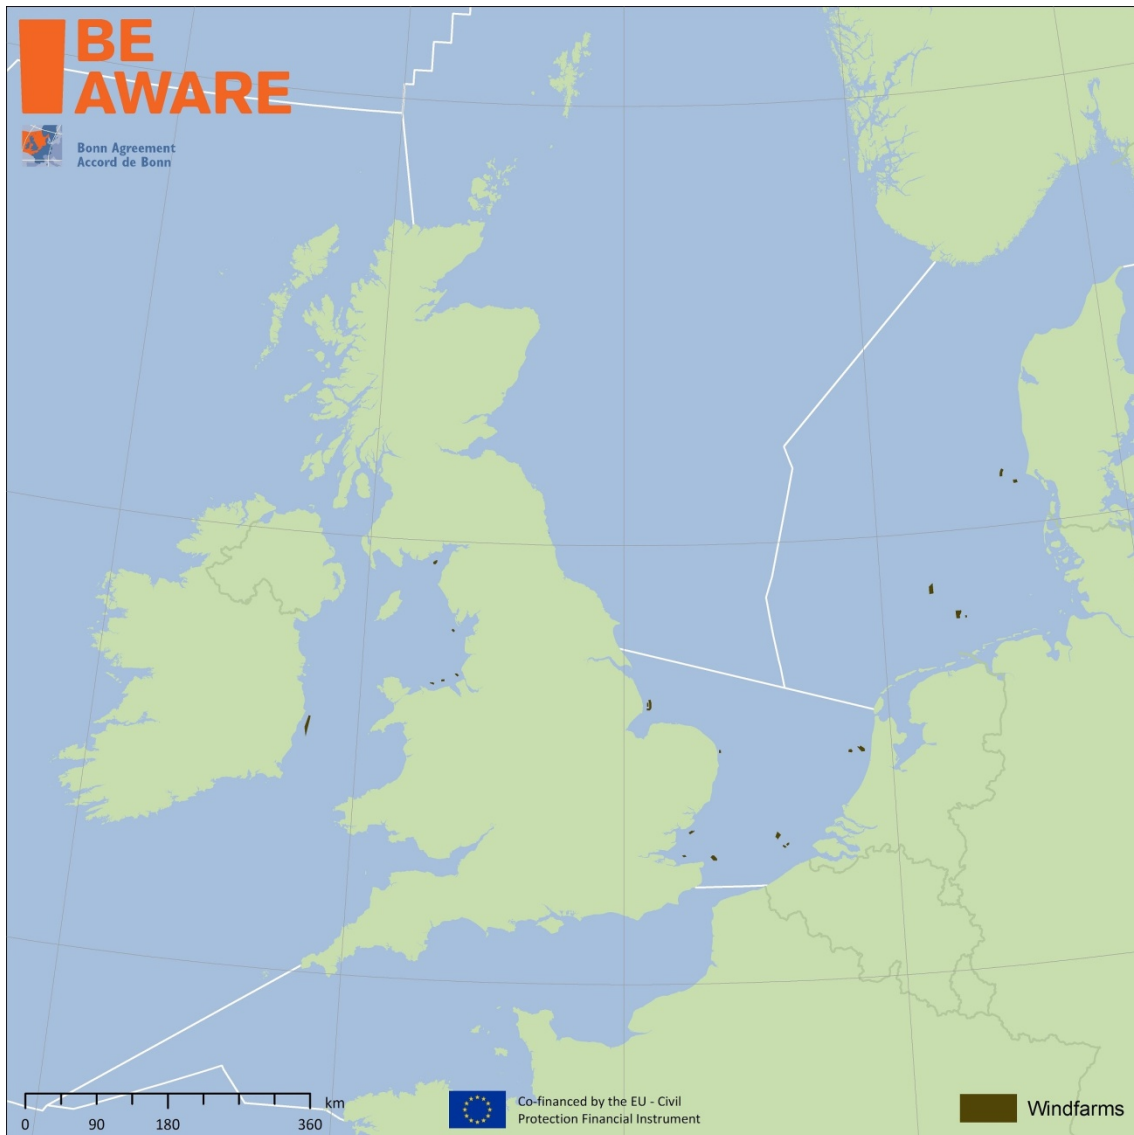 BE
AWARE
Bonn Agreement
Accord de Bonn
km
0 90 180 360
Co-financed by the EU - Civil
Protection Financial Instrument
Windfarms